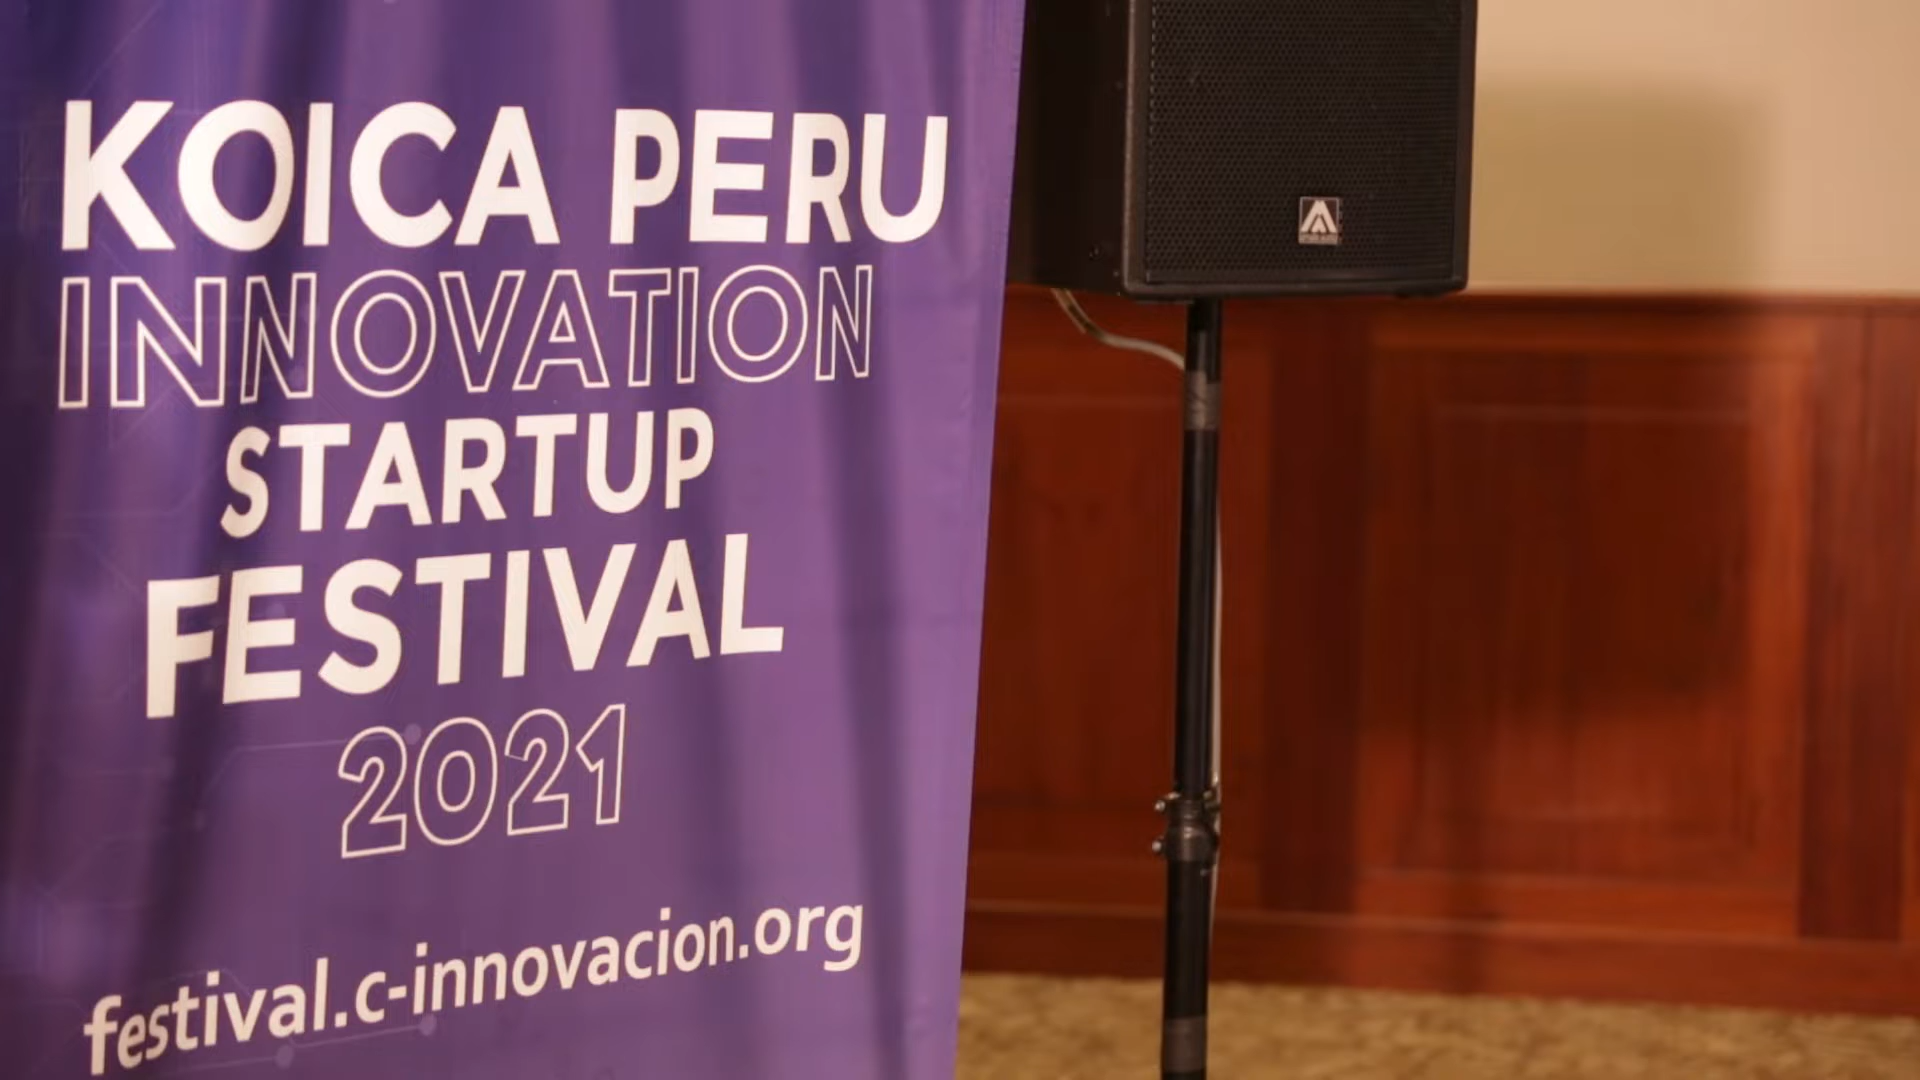 KOICA PERU
INNOVATION
STARTUP
FESTIVAL
2021
festival.c-innovacion.org